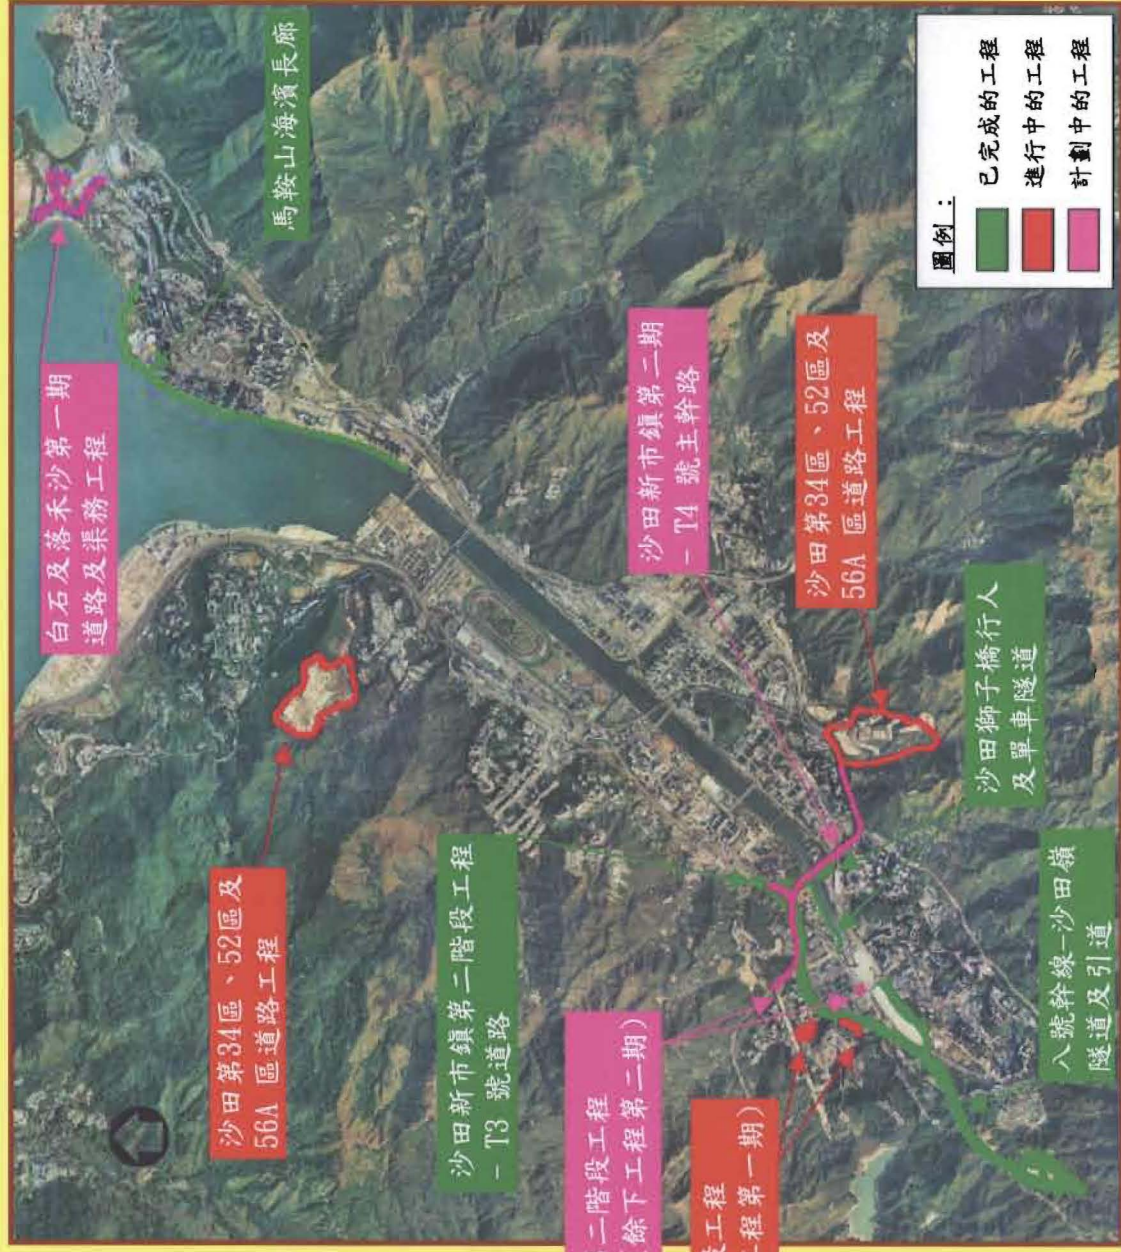 白石及落禾沙第一期
道路及渠務工程
沙田第34區、52區及
56A 區道路工程
馬鞍山海濱長廊
沙田新市鎮第二階段工程
- T3 號道路
二階段工程
餘下工程第二期)
沙田新市鎮第二期
- T4 號主幹路
段工程
工程第一期)
沙田第34區、52區及
56A 區道路工程
沙田獅子橋行人
及單車隧道
八號幹線-沙田嶺
隧道及引道
圖例：
已完成的工程
進行中的工程
計劃中的工程